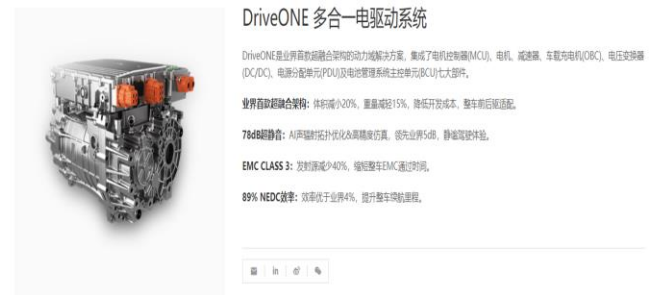 DriveONE 多合一电驱动系统
DriveONE是业界首款超融合架构的动力域解决方案，集成了电机控制器(MCU)、电机、减速器、车载充电机(OBC)、电压变换器
(DC/DC)、电源分配单元(PDU)及电池管理系统主控单元(BCU)七大部件。
业界首款超融合架构：体积减小20%，重量减轻15%，降低开发成本，整车前后驱适配。
78dB超静音：AI声辐射拓扑优化&高精度仿真，领先业界5dB，静谧驾驶体验。
EMC CLASS 3：发射源减少40%，缩短整车EMC通过时间。
89% NEDC效率：效率优于业界4%，提升整车续航里程。
in